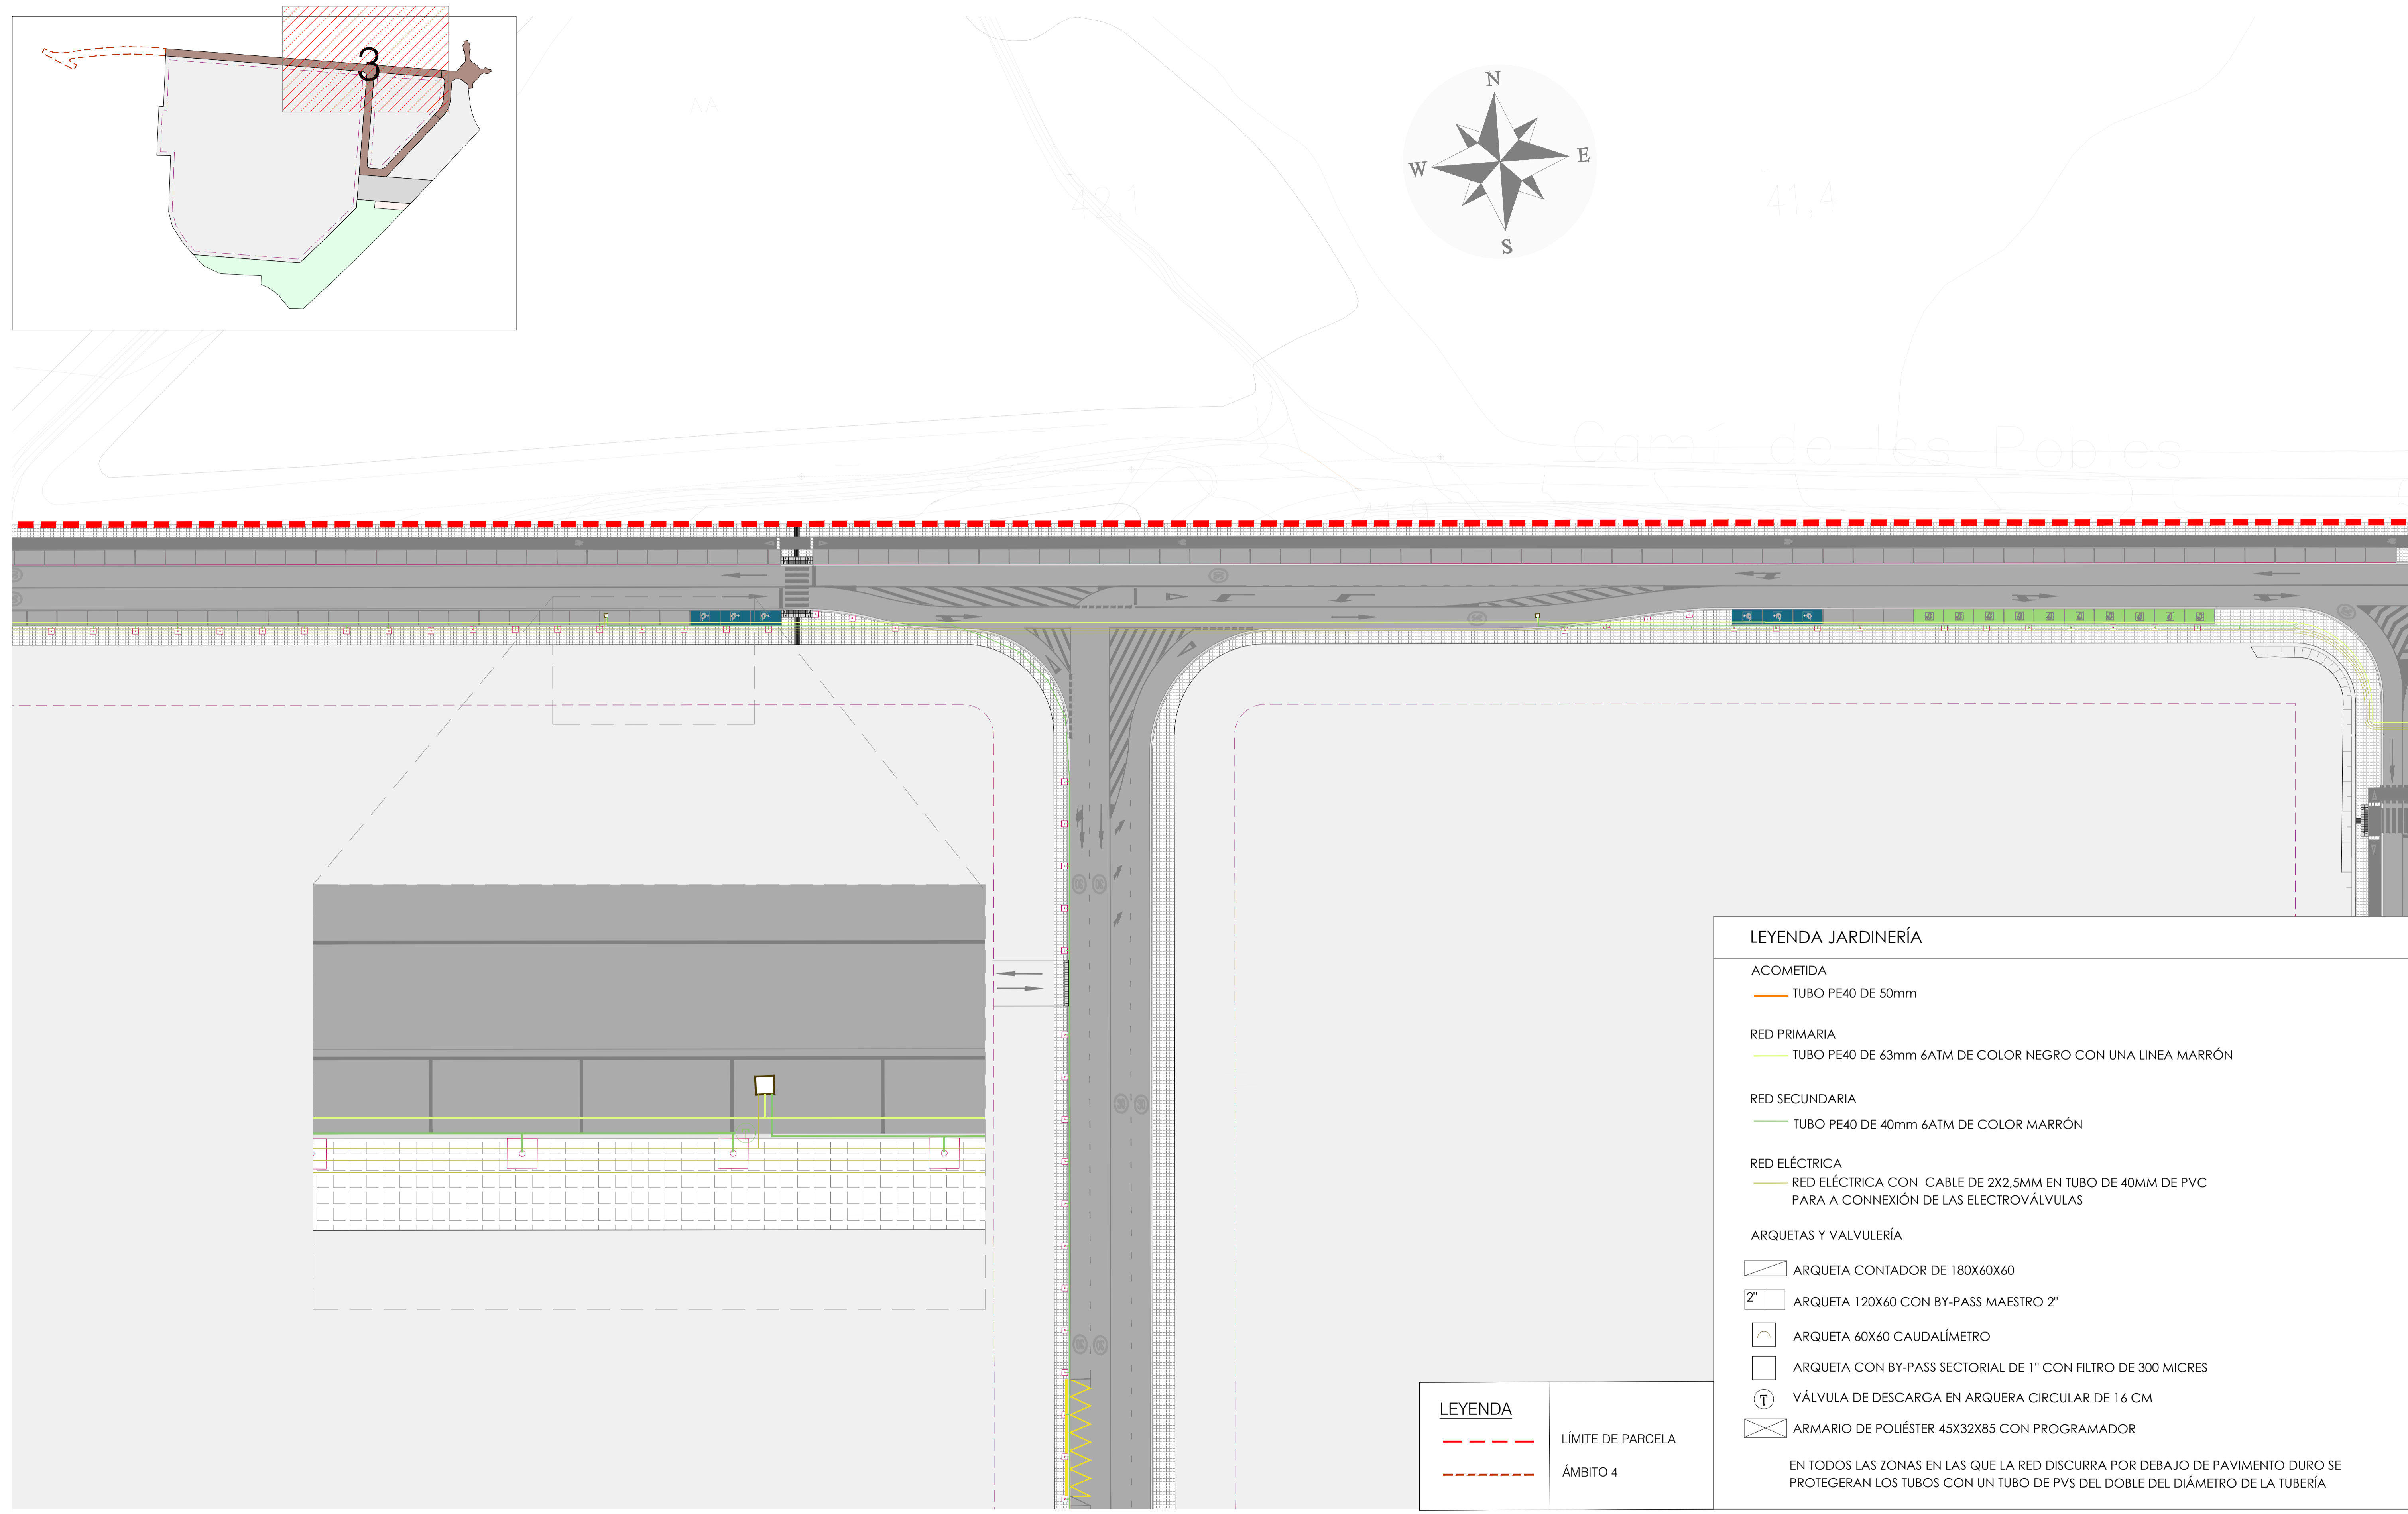 3
N
W
E
S
AA
42,1
41,4
Camí de les Pobles
LEYENDA JARDINERÍA
ACOMETIDA
TUBO PE40 DE 50mm
RED PRIMARIA
TUBO PE40 DE 63mm 6ATM DE COLOR NEGRO CON UNA LINEA MARRÓN
RED SECUNDARIA
TUBO PE40 DE 40mm 6ATM DE COLOR MARRÓN
RED ELÉCTRICA
RED ELÉCTRICA CON CABLE DE 2X2,5MM EN TUBO DE 40MM DE PVC
PARA A CONNEXIÓN DE LAS ELECTROVÁLVULAS
ARQUETAS Y VALVULERÍA
ARQUETA CONTADOR DE 180X60X60
2" ARQUETA 120X60 CON BY-PASS MAESTRO 2"
ARQUETA 60X60 CAUDALÍMETRO
ARQUETA CON BY-PASS SECTORIAL DE 1" CON FILTRO DE 300 MICRES
T VÁLVULA DE DESCARGA EN ARQUERA CIRCULAR DE 16 CM
ARMARIO DE POLIÉSTER 45X32X85 CON PROGRAMADOR
EN TODOS LAS ZONAS EN LAS QUE LA RED DISCURRA POR DEBAJO DE PAVIMENTO DURO SE
PROTEGERAN LOS TUBOS CON UN TUBO DE PVS DEL DOBLE DEL DIÁMETRO DE LA TUBERÍA
LEYENDA
LÍMITE DE PARCELA
ÁMBITO 4